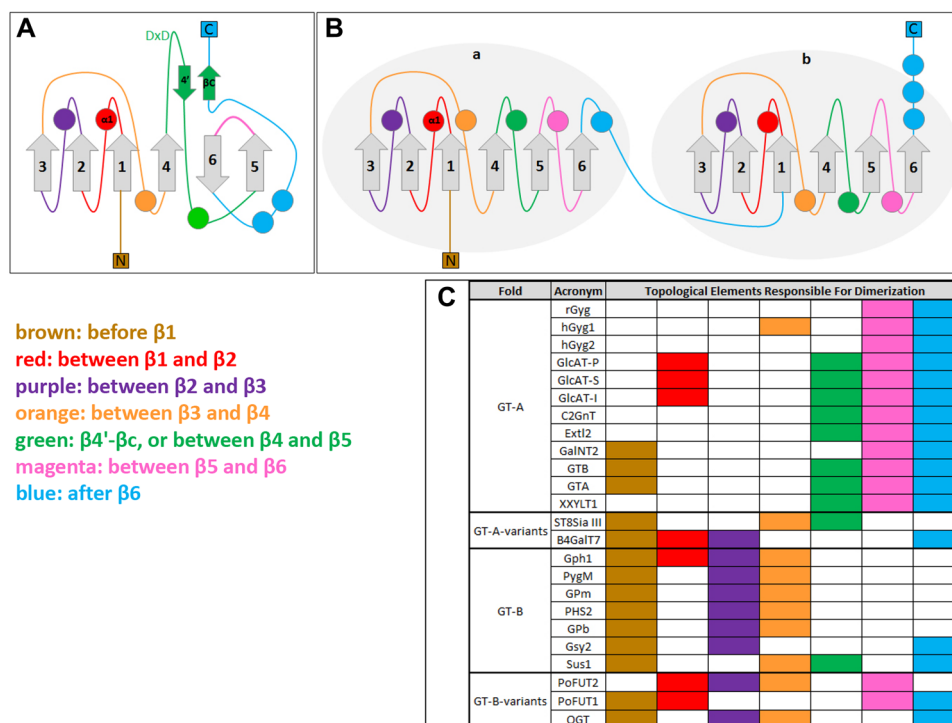 A
B
C
C
DxD
a
b
4'
βC
α1
α1
3
2
1
4
6
5
3
2
1
4
5
6
3
2
1
4
5
6
N
N
C
brown: before β1
red: between β1 and β2
purple: between β2 and β3
orange: between β3 and β4
green: β4'-βc, or between β4 and β5
magenta: between β5 and β6
blue: after β6
Fold Acronym Topological Elements Responsible For Dimerization
GT-A
rGyg
hGyg1
hGyg2
GlcAT-P
GlcAT-S
GlcAT-I
C2GnT
Extl2
GalNT2
GTB
GTA
XXYLT1
GT-A-variants
ST8Sia III
B4GalT7
GT-B
Gph1
PygM
GPm
PHS2
GPb
Gsy2
Sus1
GT-B-variants
PoFUT2
PoFUT1
OGT